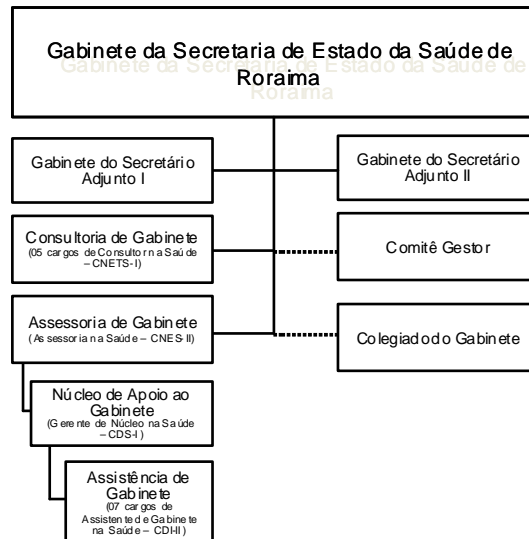 Gabinete da Secretaria de Estado da Saúde de
Roraima
Gabinete do Secretário
Adjunto I
Gabinete do Secretário
Adjunto II
Consultoria de Gabinete
(05 cargos de Consultor na Saúde
– CNETS-I)
Comitê Gestor
Assessoria de Gabinete
(Assessoria na Saúde – CNES-II)
Colegiado do Gabinete
Núcleo de Apoio ao
Gabinete
(Gerente de Núcleo na Saúde
– CDS-I)
Assistência de
Gabinete
(07 cargos de
Assistente de Gabinete
na Saúde – CDI-II)